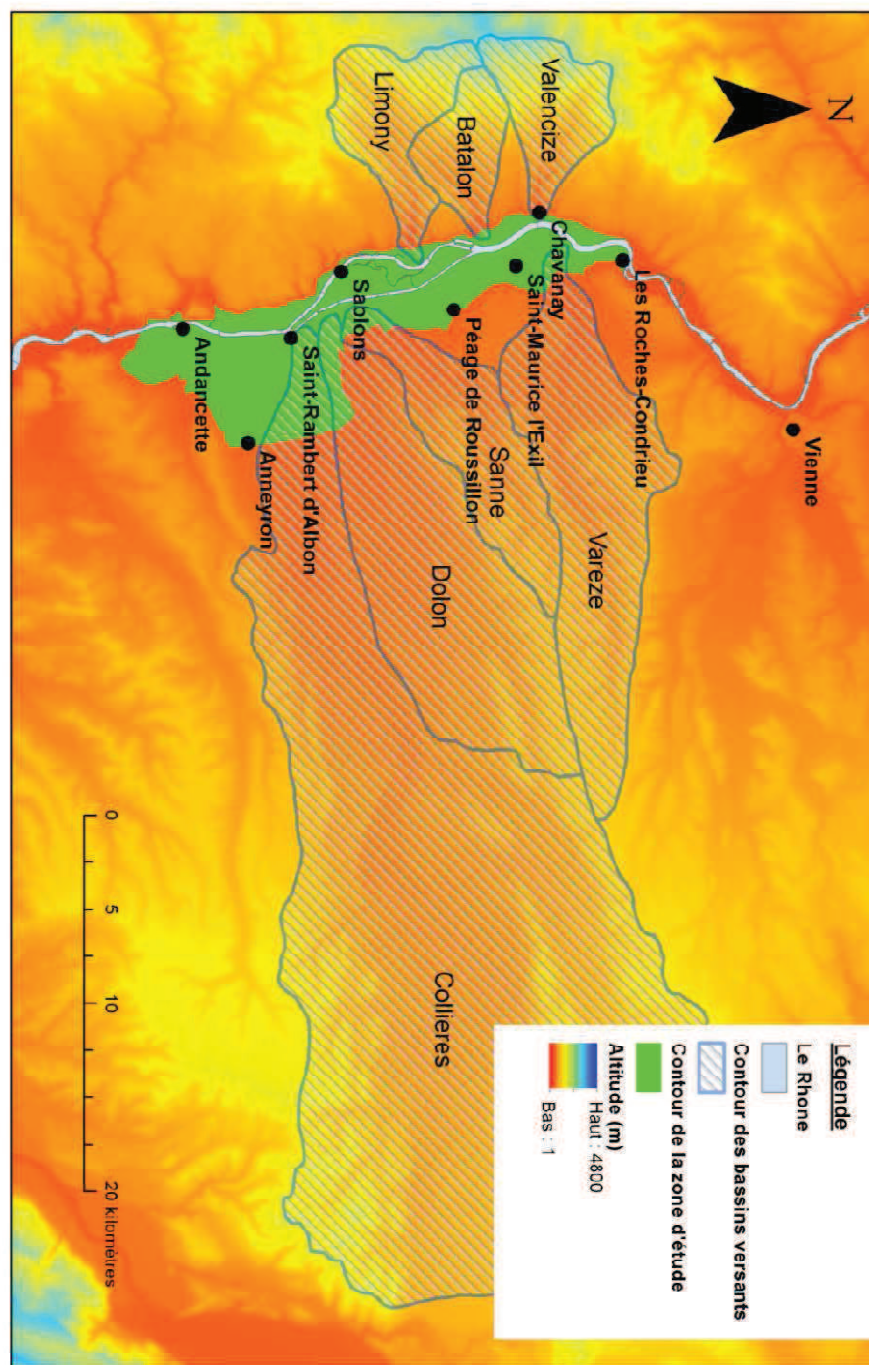 N
Légende
Le Rhone
Contour des bassins versants
Contour de la zone d'étude
Altitude (m)
Haut : 4800
Bas : 1
Vienne
Les Roches-Condrieu
Vareze
Valencize
Chavanay
Saint-Maurice l'Exil
Sanne
Batalon
Péage de Roussillon
Dolon
Collieres
Limony
Sablons
Saint-Rambert d'Albon
Anneyron
Andancette
0 5 10 20 kilomètres